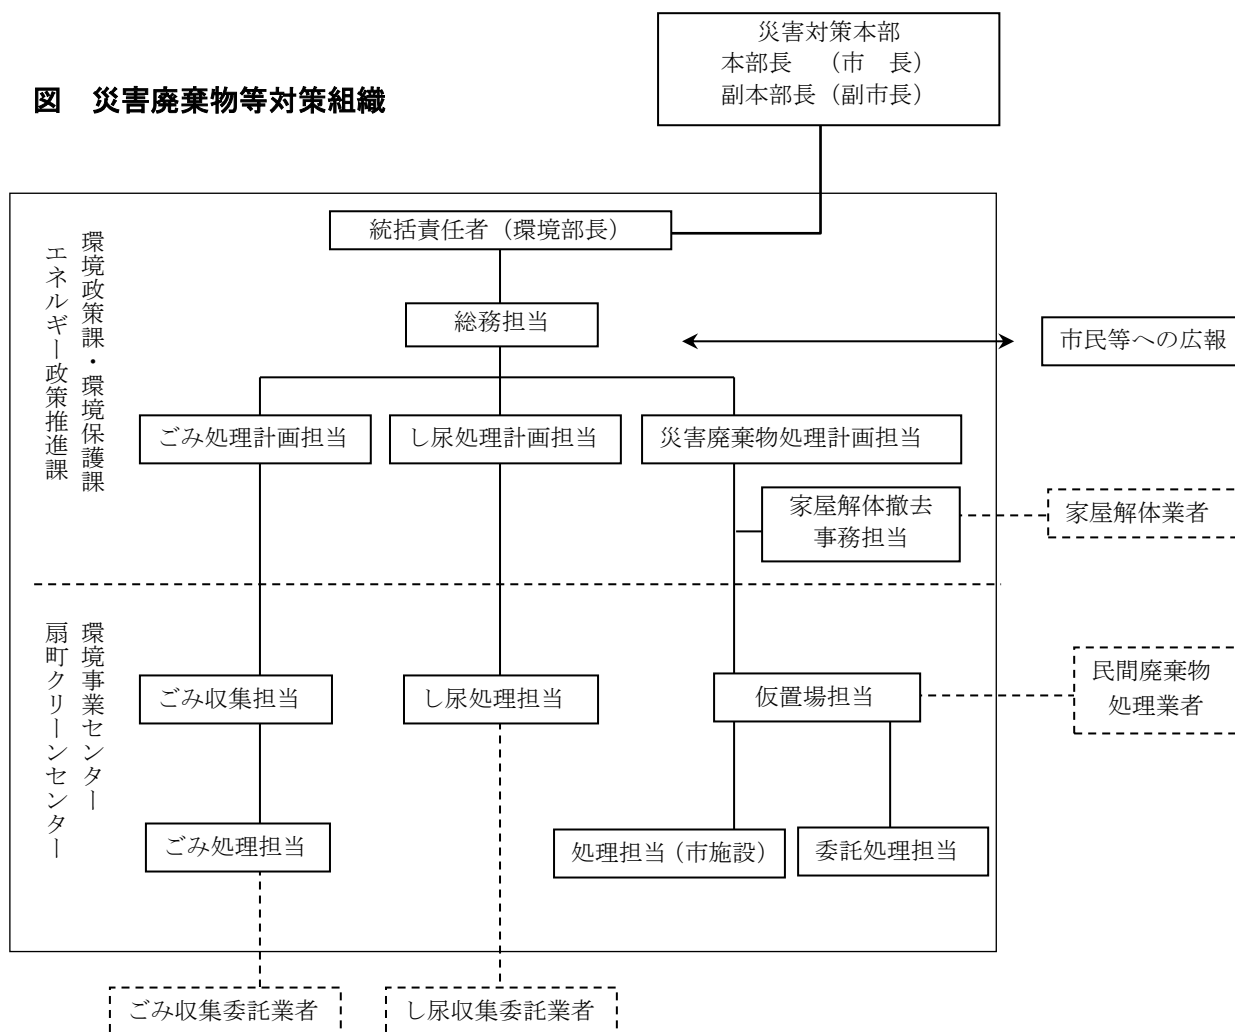 災害対策本部
本部長　（市　長）
副本部長（副市長）
図　災害廃棄物等対策組織
統括責任者（環境部長）
環境政策課・環境保護課
エネルギー政策推進課
総務担当
市民等への広報
ごみ処理計画担当
し尿処理計画担当
災害廃棄物処理計画担当
家屋解体撤去
事務担当
家屋解体業者
環境事業センター
扇町クリーンセンター
ごみ収集担当
し尿処理担当
仮置場担当
民間廃棄物
処理業者
ごみ処理担当
処理担当（市施設）
委託処理担当
ごみ収集委託業者
し尿収集委託業者